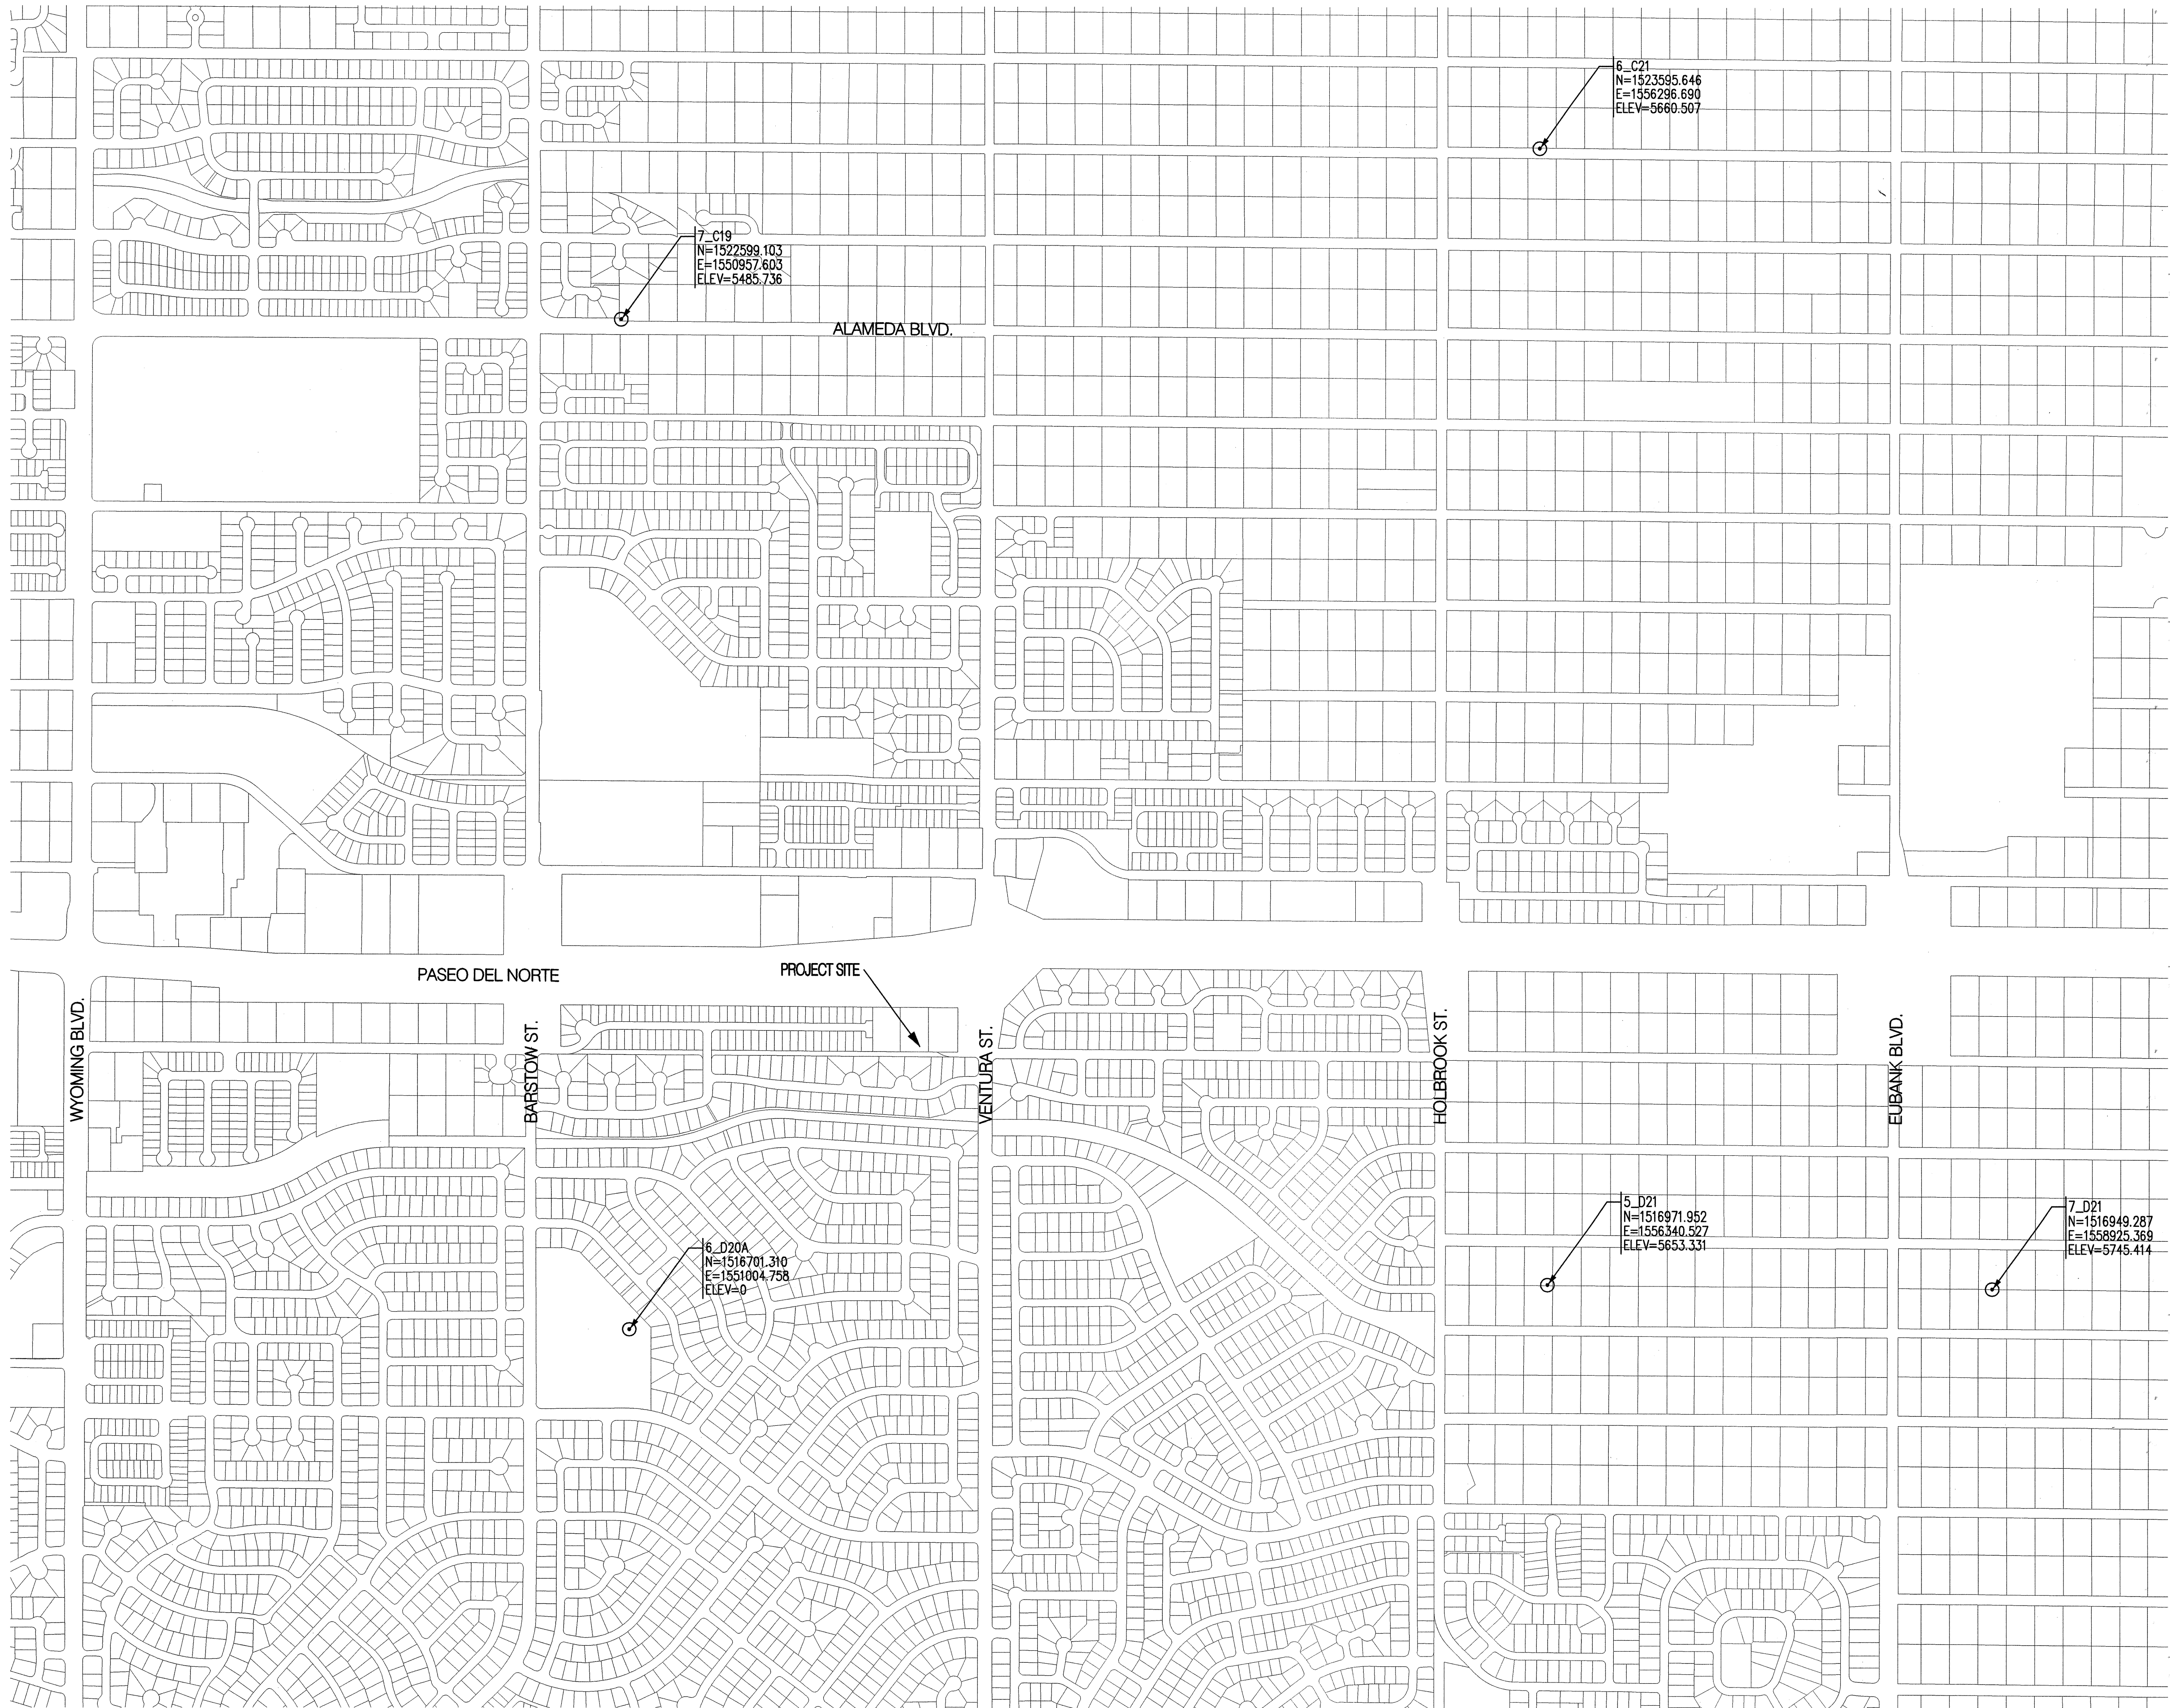 6_C21
N=1523595.646
E=1556296.690
ELEV=5660.507
7_C19
N=1522599.103
E=1550957.603
ELEV=5485.736
ALAMEDA BLVD.
PASEO DEL NORTE
PROJECT SITE
WYOMING BLVD.
BARSTOW ST.
VENTURA ST.
HOLBROOK ST.
EUBANK BLVD.
5_D21
N=1516971.952
E=1556340.527
ELEV=5653.331
7_D21
N=1516949.287
E=1558925.369
ELEV=5745.414
6_D20A
N=1516701.310
E=1551004.758
ELEV=0